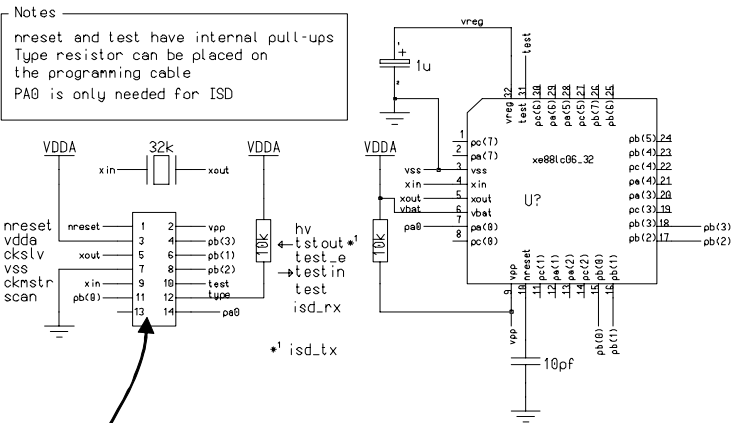 Notes
nreset and test have internal pull-ups
Type resistor can be placed on
the programming cable
PA0 is only needed for ISD
vreg
+
1u
test
32 31 30 29 28 27 26 25
vreg test pc(6) pa(6) pa(5) pc(5) pb(7) pb(6)
xe88lc06_32
U?
1 pc(7)
2 pa(7)
vss 3 vss
xin 4 xin
xout 5 xout
vbat 6 vbat
pa0 7 pa(0)
8 pc(0)
pb(5) 24
pb(4) 23
pc(4) 22
pa(4) 21
pa(3) 20
pc(3) 19
pb(3) 18 pb(3)
pb(2) 17 pb(2)
vpp nreset pc(1) pa(1) pa(2) pc(2) pb(0) pb(1)
9 10 11 12 13 14 15 16
vpp
pb(0)
pb(1)
10pf
VDDA
10k
VDDA
32k
xin
xout
VDDA
10k
nreset
vdda
ckslv
vss
ckmstr
scan
nreset 1 2 vpp
3 4 pb(3)
xout 5 6 pb(1)
7 8 pb(2)
xin 9 10 test
pb(0) 11 12 type
13 14 pa0
hv
tstout *1
test_e
testin
test
isd_rx
*1 isd_tx